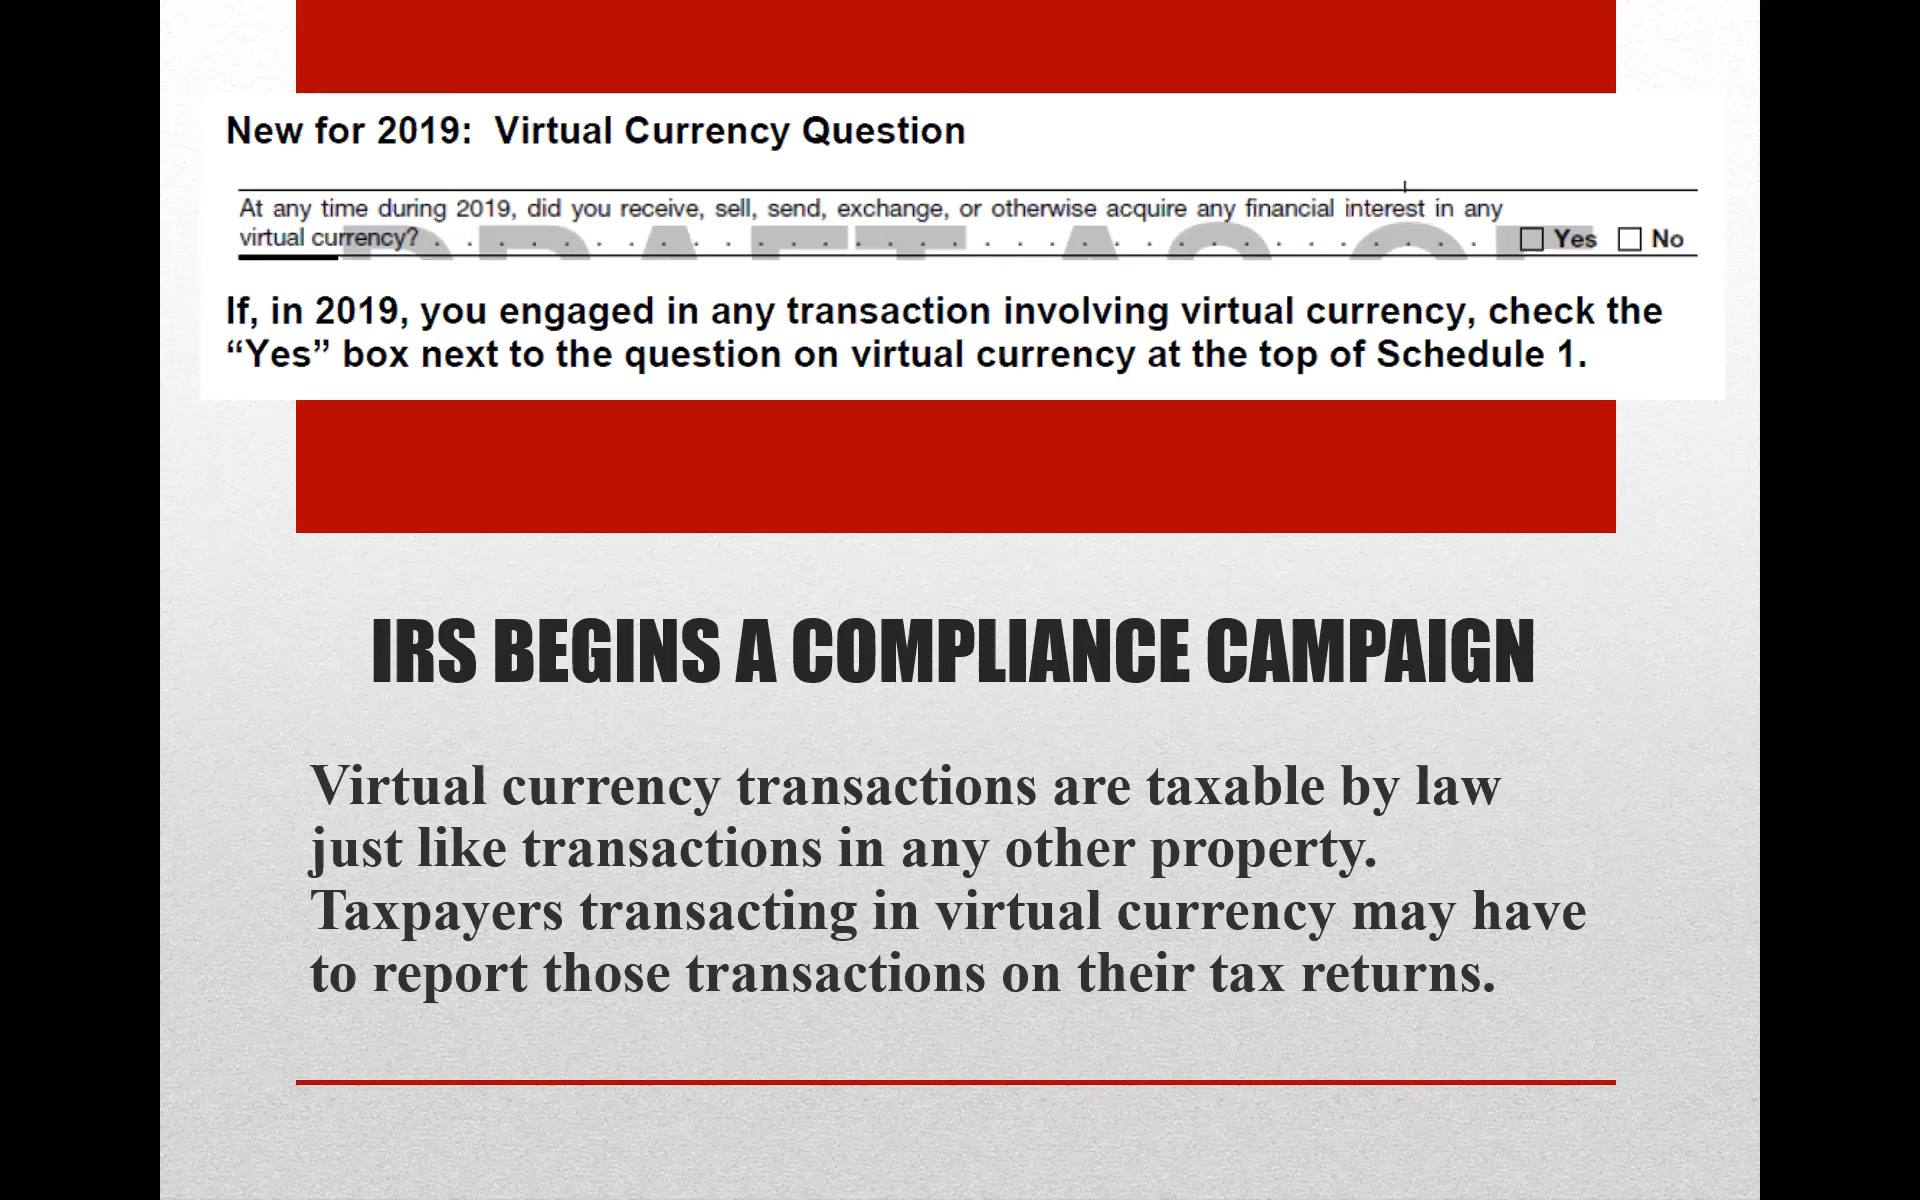 New for 2019: Virtual Currency Question
At any time during 2019, did you receive, sell, send, exchange, or otherwise acquire any financial interest in any
virtual currency? . . . . . . . . . . . . . . . . . . . . . . . . . . . . . . . . . Yes No
DRAFT AS OF
If, in 2019, you engaged in any transaction involving virtual currency, check the
“Yes” box next to the question on virtual currency at the top of Schedule 1.
IRS BEGINS A COMPLIANCE CAMPAIGN
Virtual currency transactions are taxable by law
just like transactions in any other property.
Taxpayers transacting in virtual currency may have
to report those transactions on their tax returns.